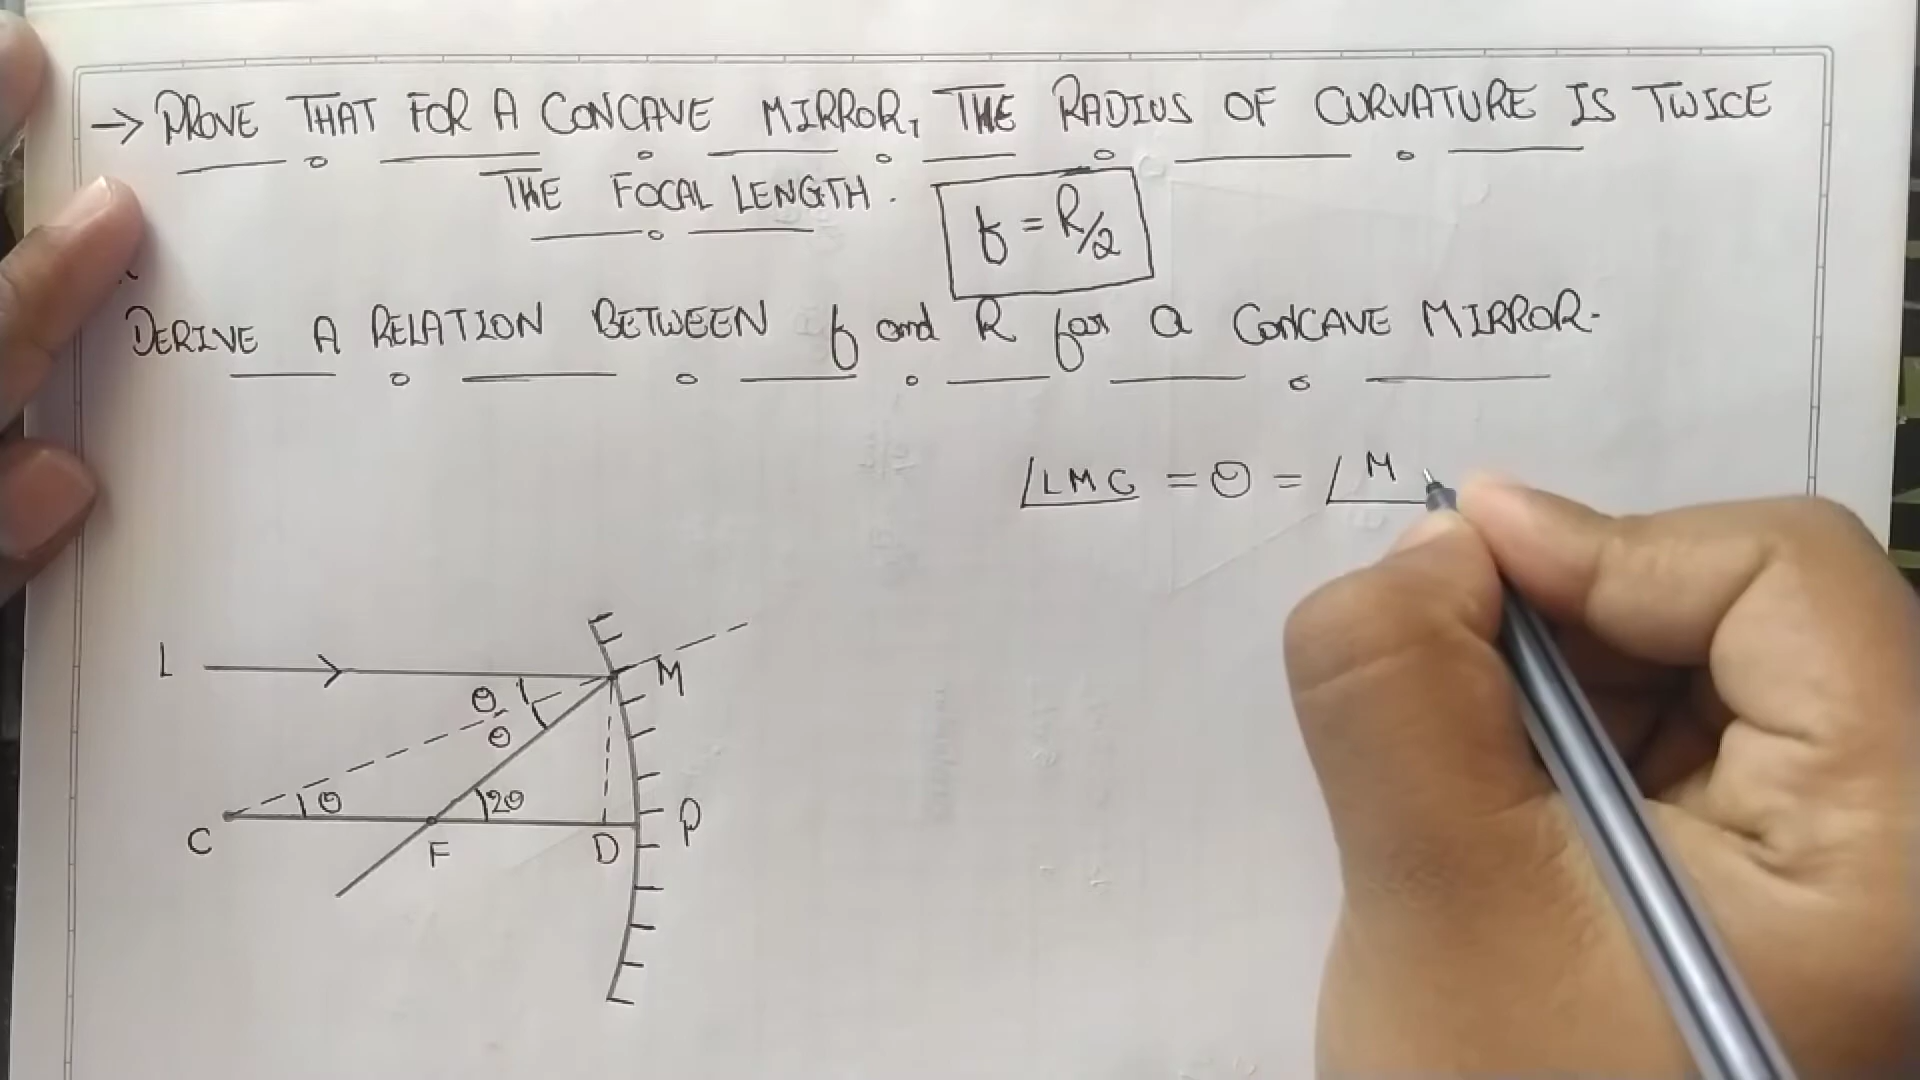 → PROVE THAT FOR A CONCAVE MIRROR, THE RADIUS OF CURVATURE IS TWICE
THE FOCAL LENGTH.
f = R/2
DERIVE A RELATION BETWEEN f and R for a CONCAVE MIRROR.
∠LMC = θ = ∠M
L
M
θ
θ
C
θ
2θ
F
D
P